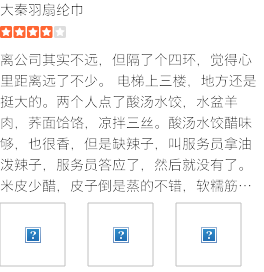 大秦羽扇纶巾
离公司其实不远，但隔了个四环，觉得心
里距离远了不少。 电梯上三楼，地方还是
挺大的。两个人点了酸汤水饺，水盆羊
肉，荞面饸饹，凉拌三丝。酸汤水饺醋味
够，也很香，但是缺辣子，叫服务员拿油
泼辣子，服务员答应了，然后就没有了。
米皮少醋，皮子倒是蒸的不错，软糯筋…